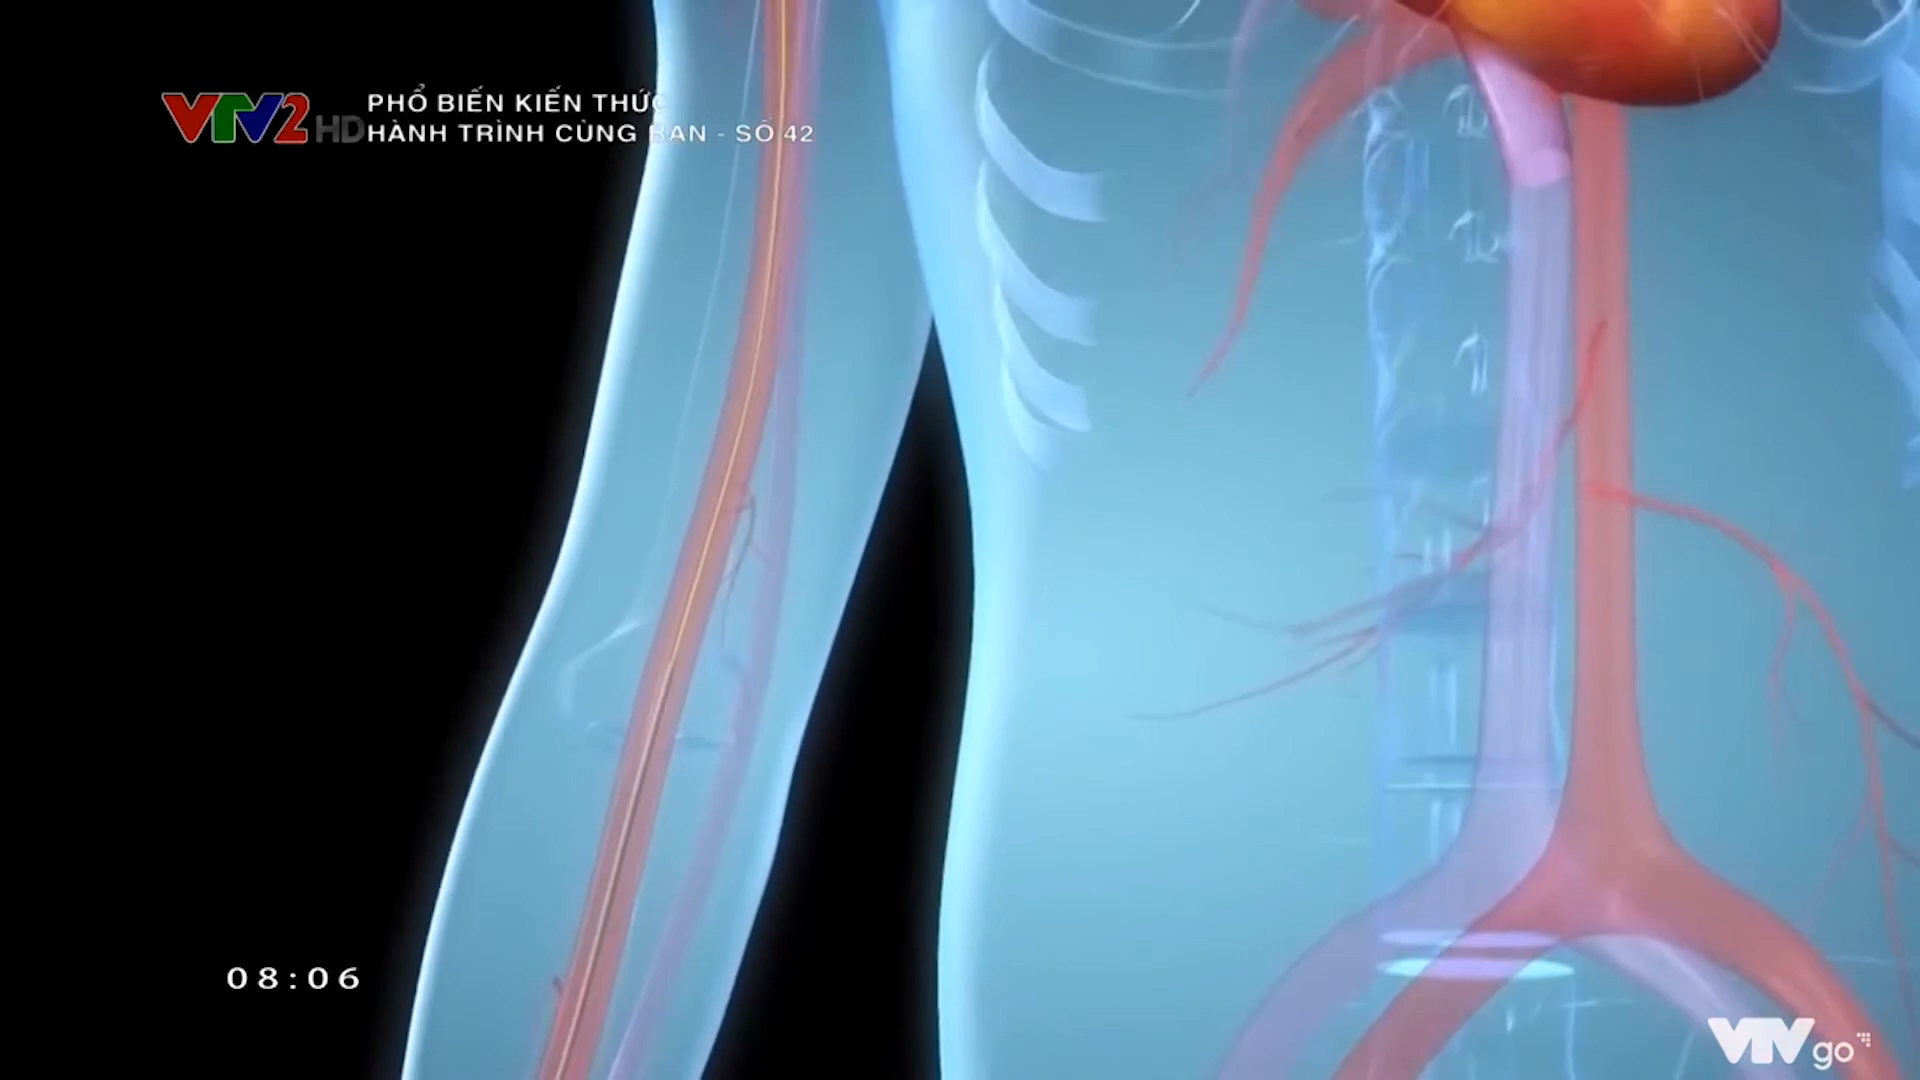 VTV2 HD
PHỔ BIẾN KIẾN THỨC
HÀNH TRÌNH CÙNG BẠN - SỐ 42
08:06
VTV go